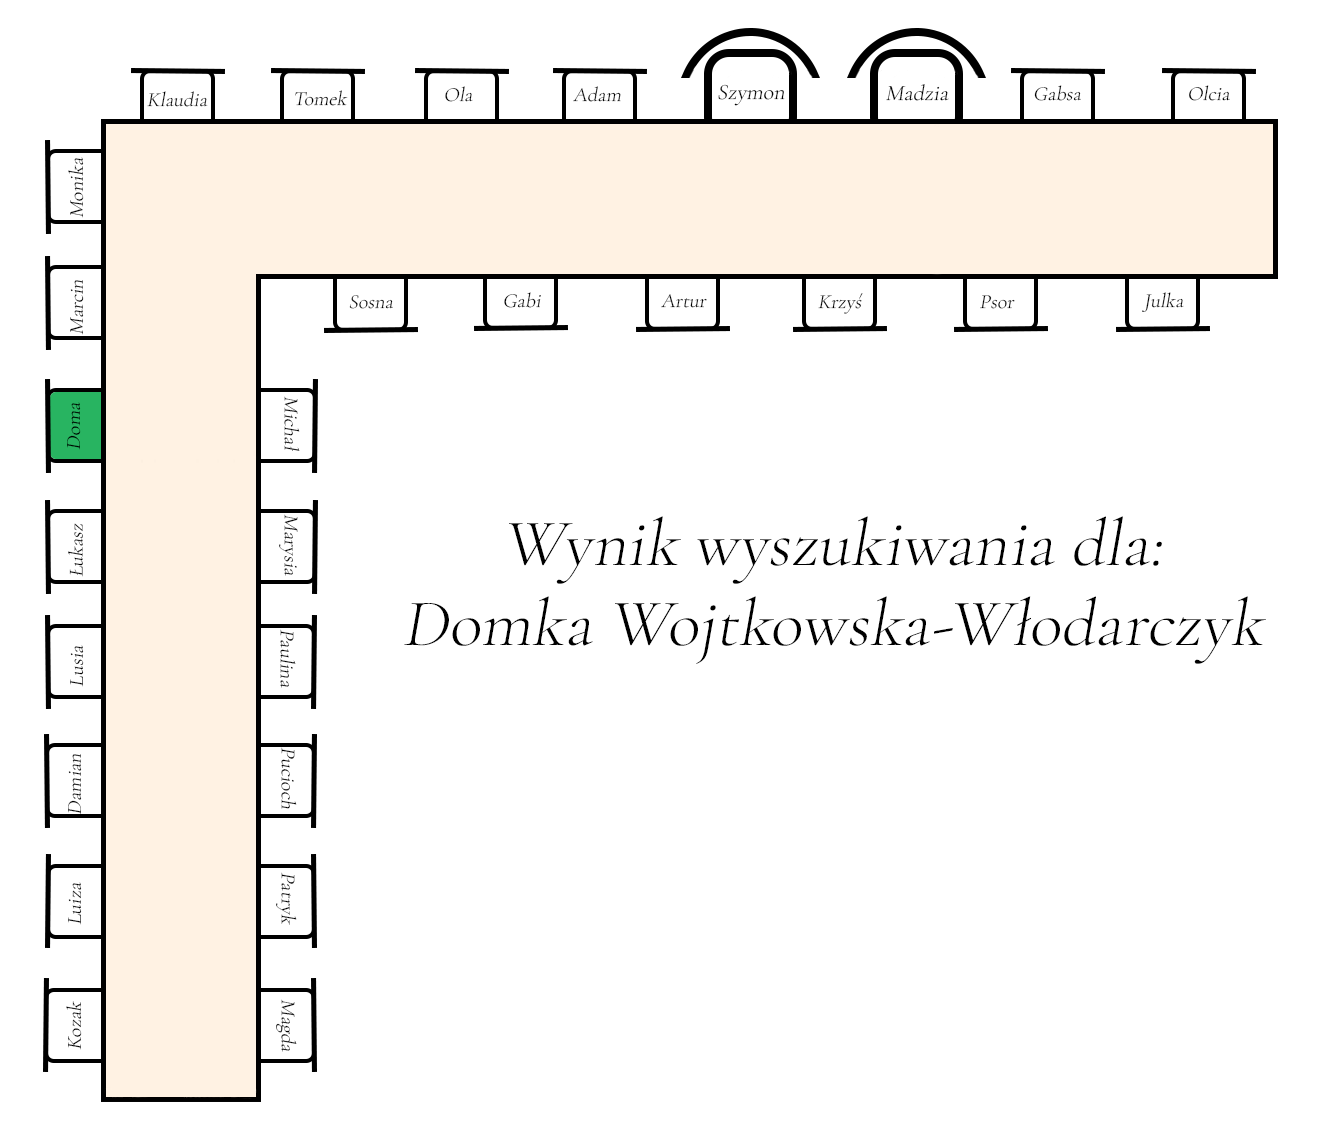 Klaudia
Tomek
Ola
Adam
Szymon
Madzia
Gabsa
Olcia
Monika
Marcin
Doma
Łukasz
Lusia
Damian
Luiza
Kozak
Sosna
Gabi
Artur
Krzyś
Psor
Julka
Michał
Marysia
Paulina
Pucioch
Patryk
Magda
Wynik wyszukiwania dla:
Domka Wojtkowska-Włodarczyk